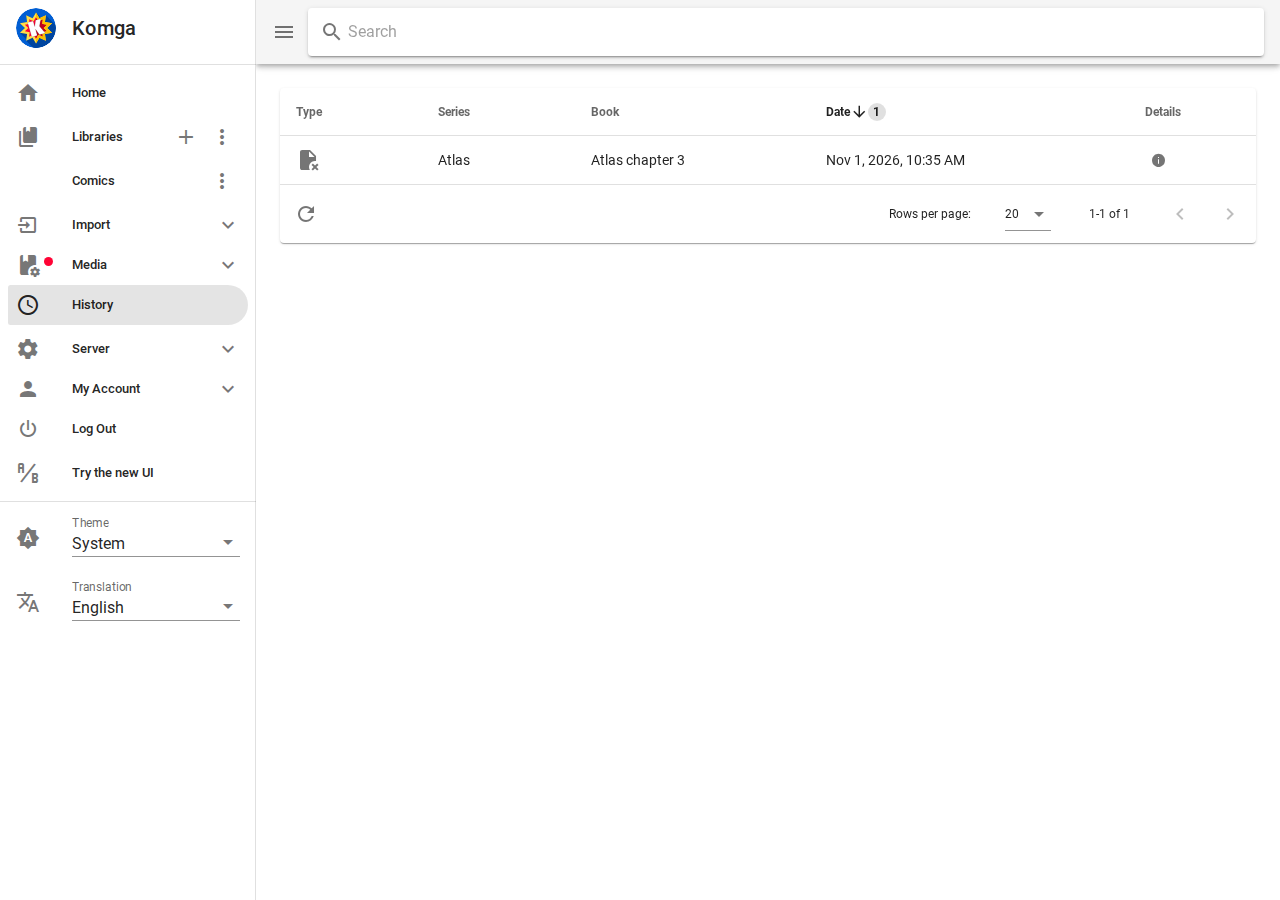 Komga
Search
Home
Libraries
Comics
Import
Media
History
Server
My Account
Log Out
Try the new UI
Theme
System
Translation
English
Type Series Book Date 1 Details
Atlas Atlas chapter 3 Nov 1, 2026, 10:35 AM
Rows per page: 20 1-1 of 1